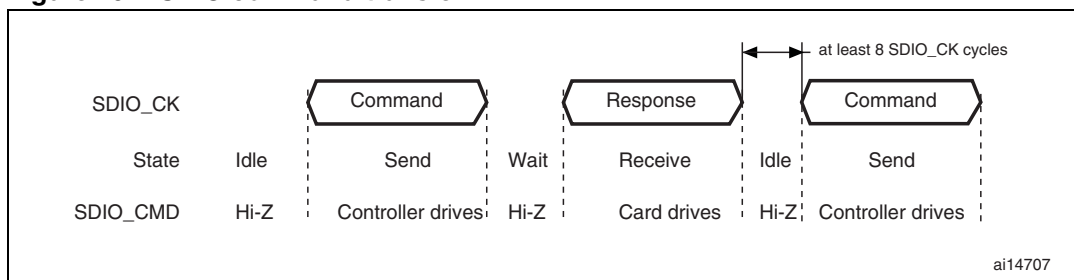 at least 8 SDIO_CK cycles
SDIO_CK Command Response Command
State Idle Send Wait Receive Idle Send
SDIO_CMD Hi-Z Controller drives Hi-Z Card drives Hi-Z Controller drives
ai14707